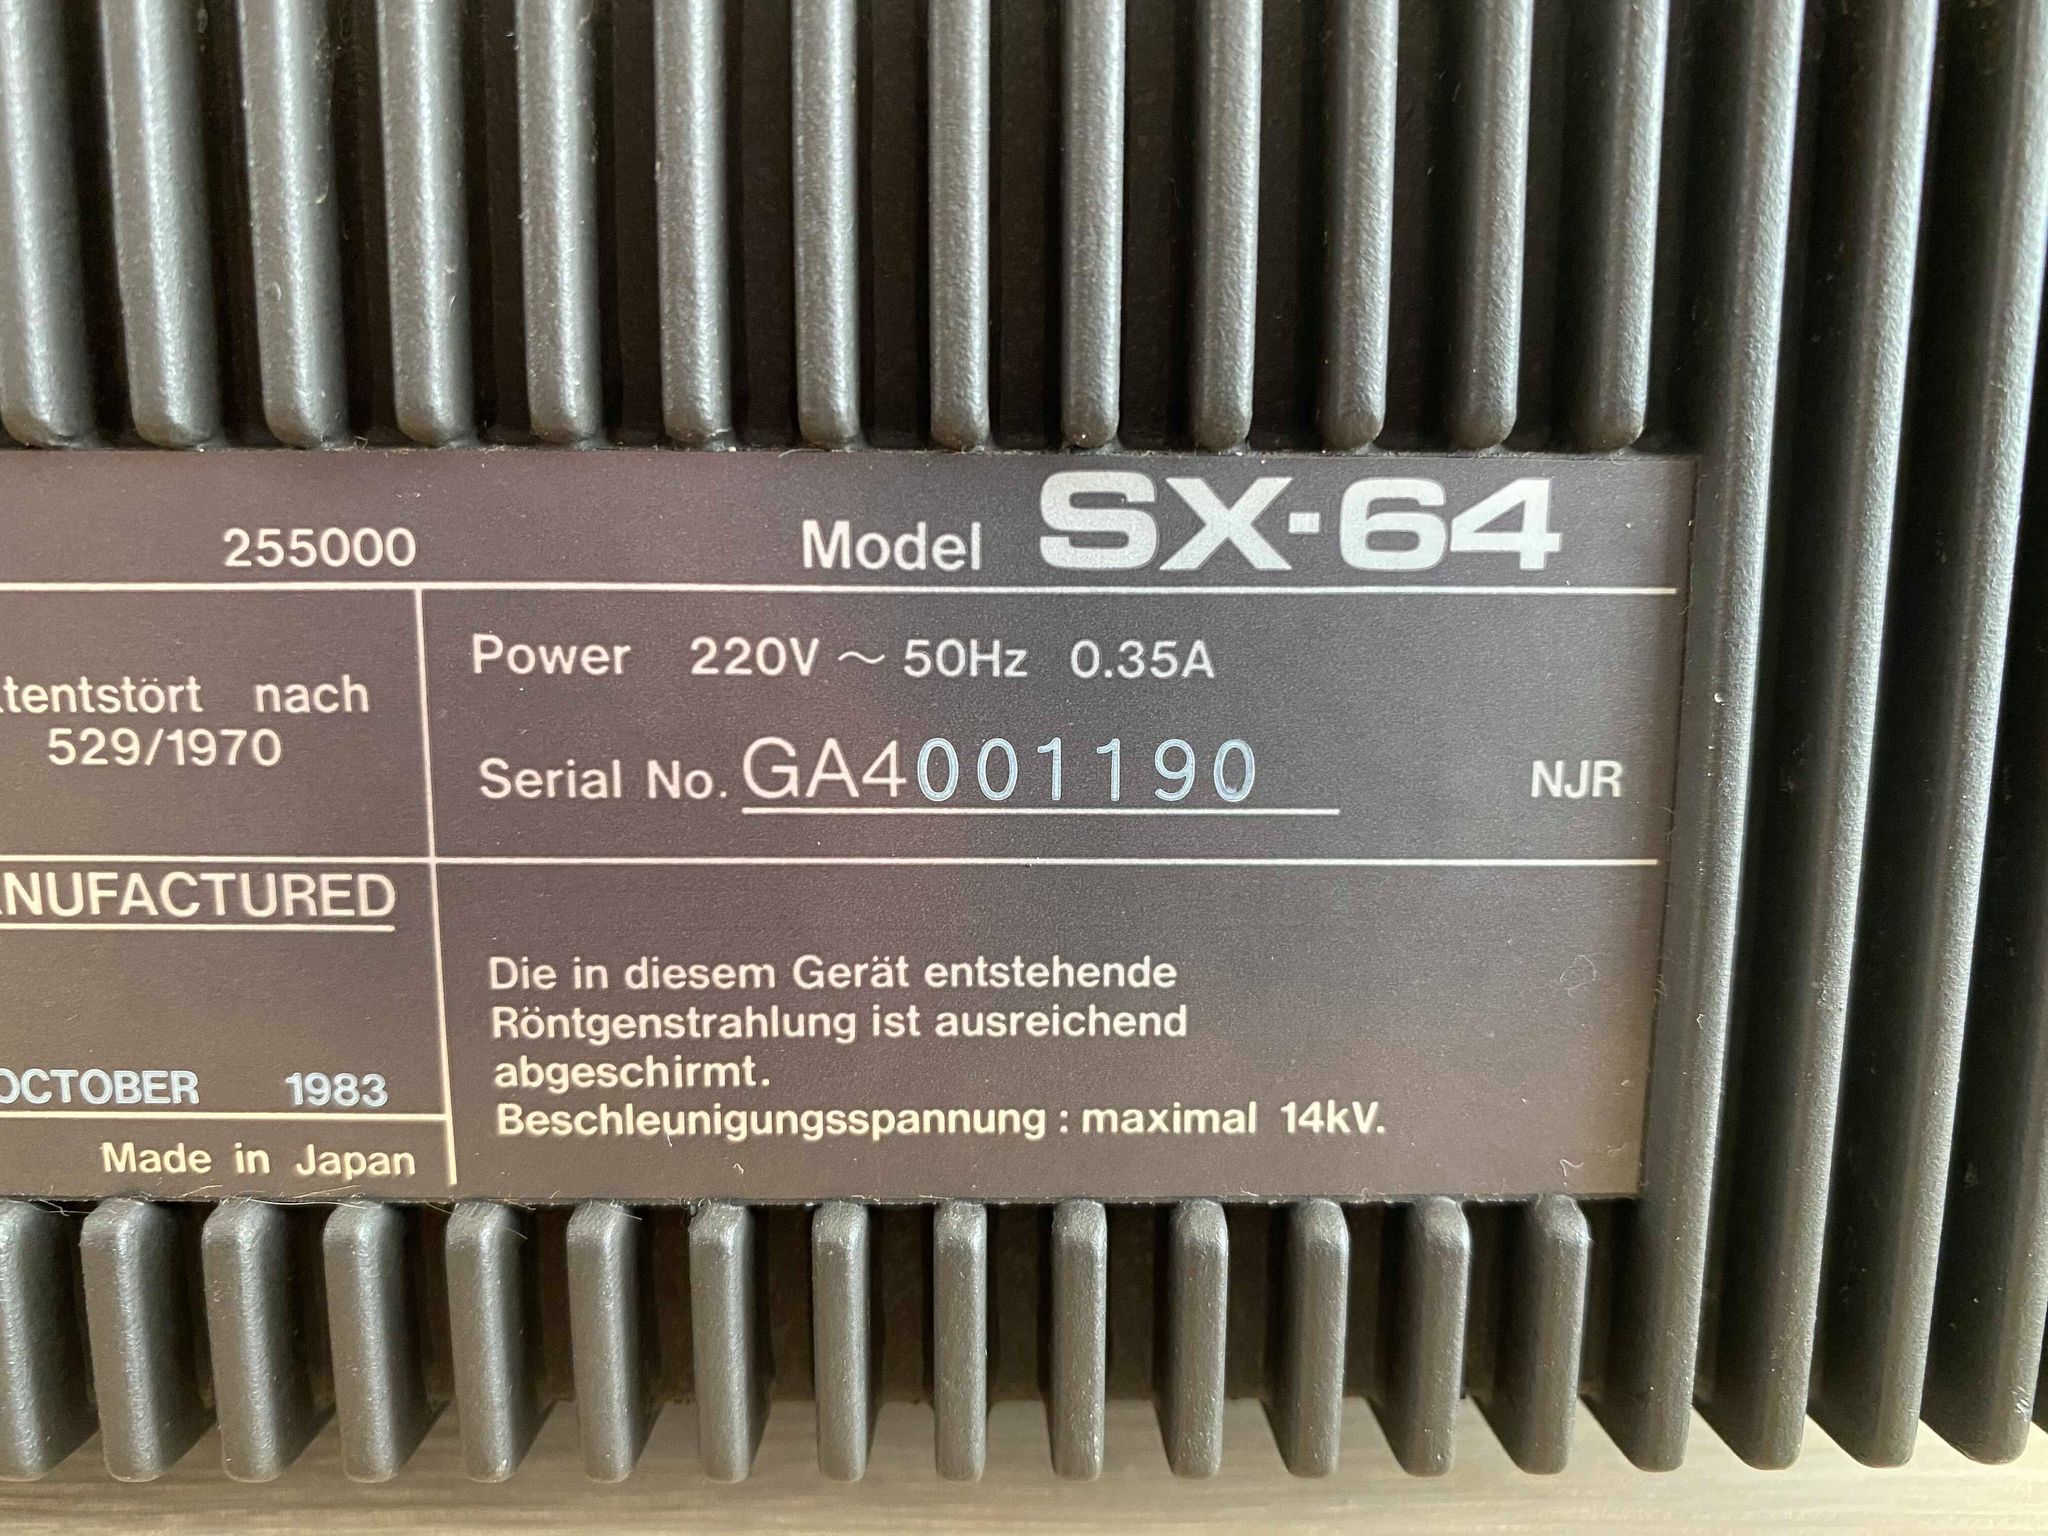 255000 Model SX-64
tentstört nach
529/1970
Power 220V ~ 50Hz 0.35A
Serial No. GA4001190 NJR
NUFACTURED
OCTOBER 1983
Made in Japan
Die in diesem Gerät entstehende
Röntgenstrahlung ist ausreichend
abgeschirmt.
Beschleunigungsspannung : maximal 14kV.